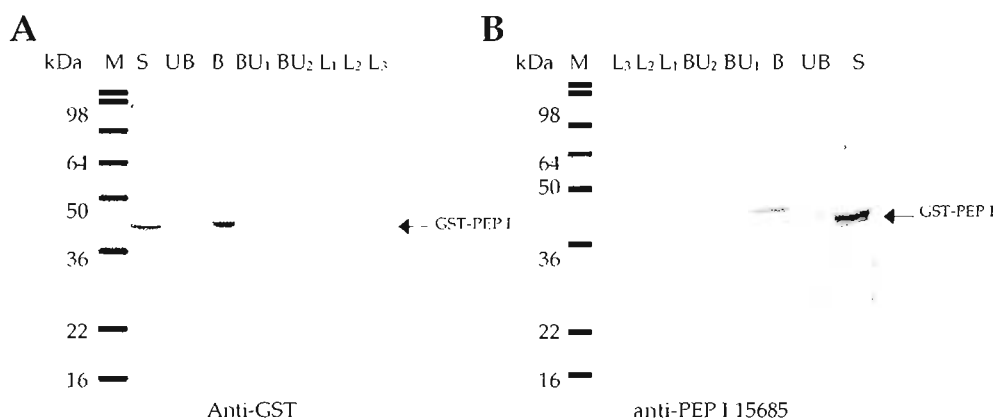 A
kDa M S UB B BU₁ BU₂ L₁ L₂ L₃
98
64
50
36
22
16
GST-PEP I
Anti-GST
B
kDa M L₃ L₂ L₁ BU₂ BU₁ B UB S
98
64
50
36
22
16
GST-PEP I
anti-PEP I 15685